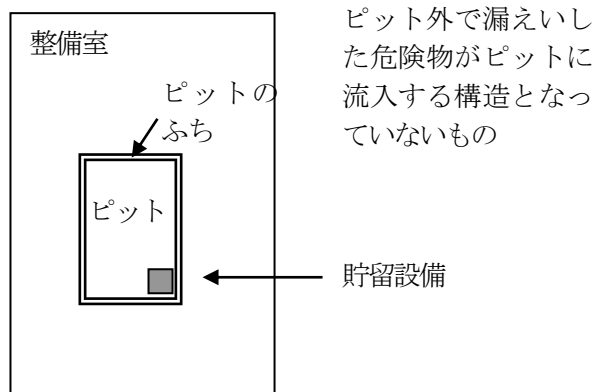 整備室
ピットの
ふち
ピット
貯留設備
ピット外で漏えいし
た危険物がピットに
流入する構造となっ
ていないもの